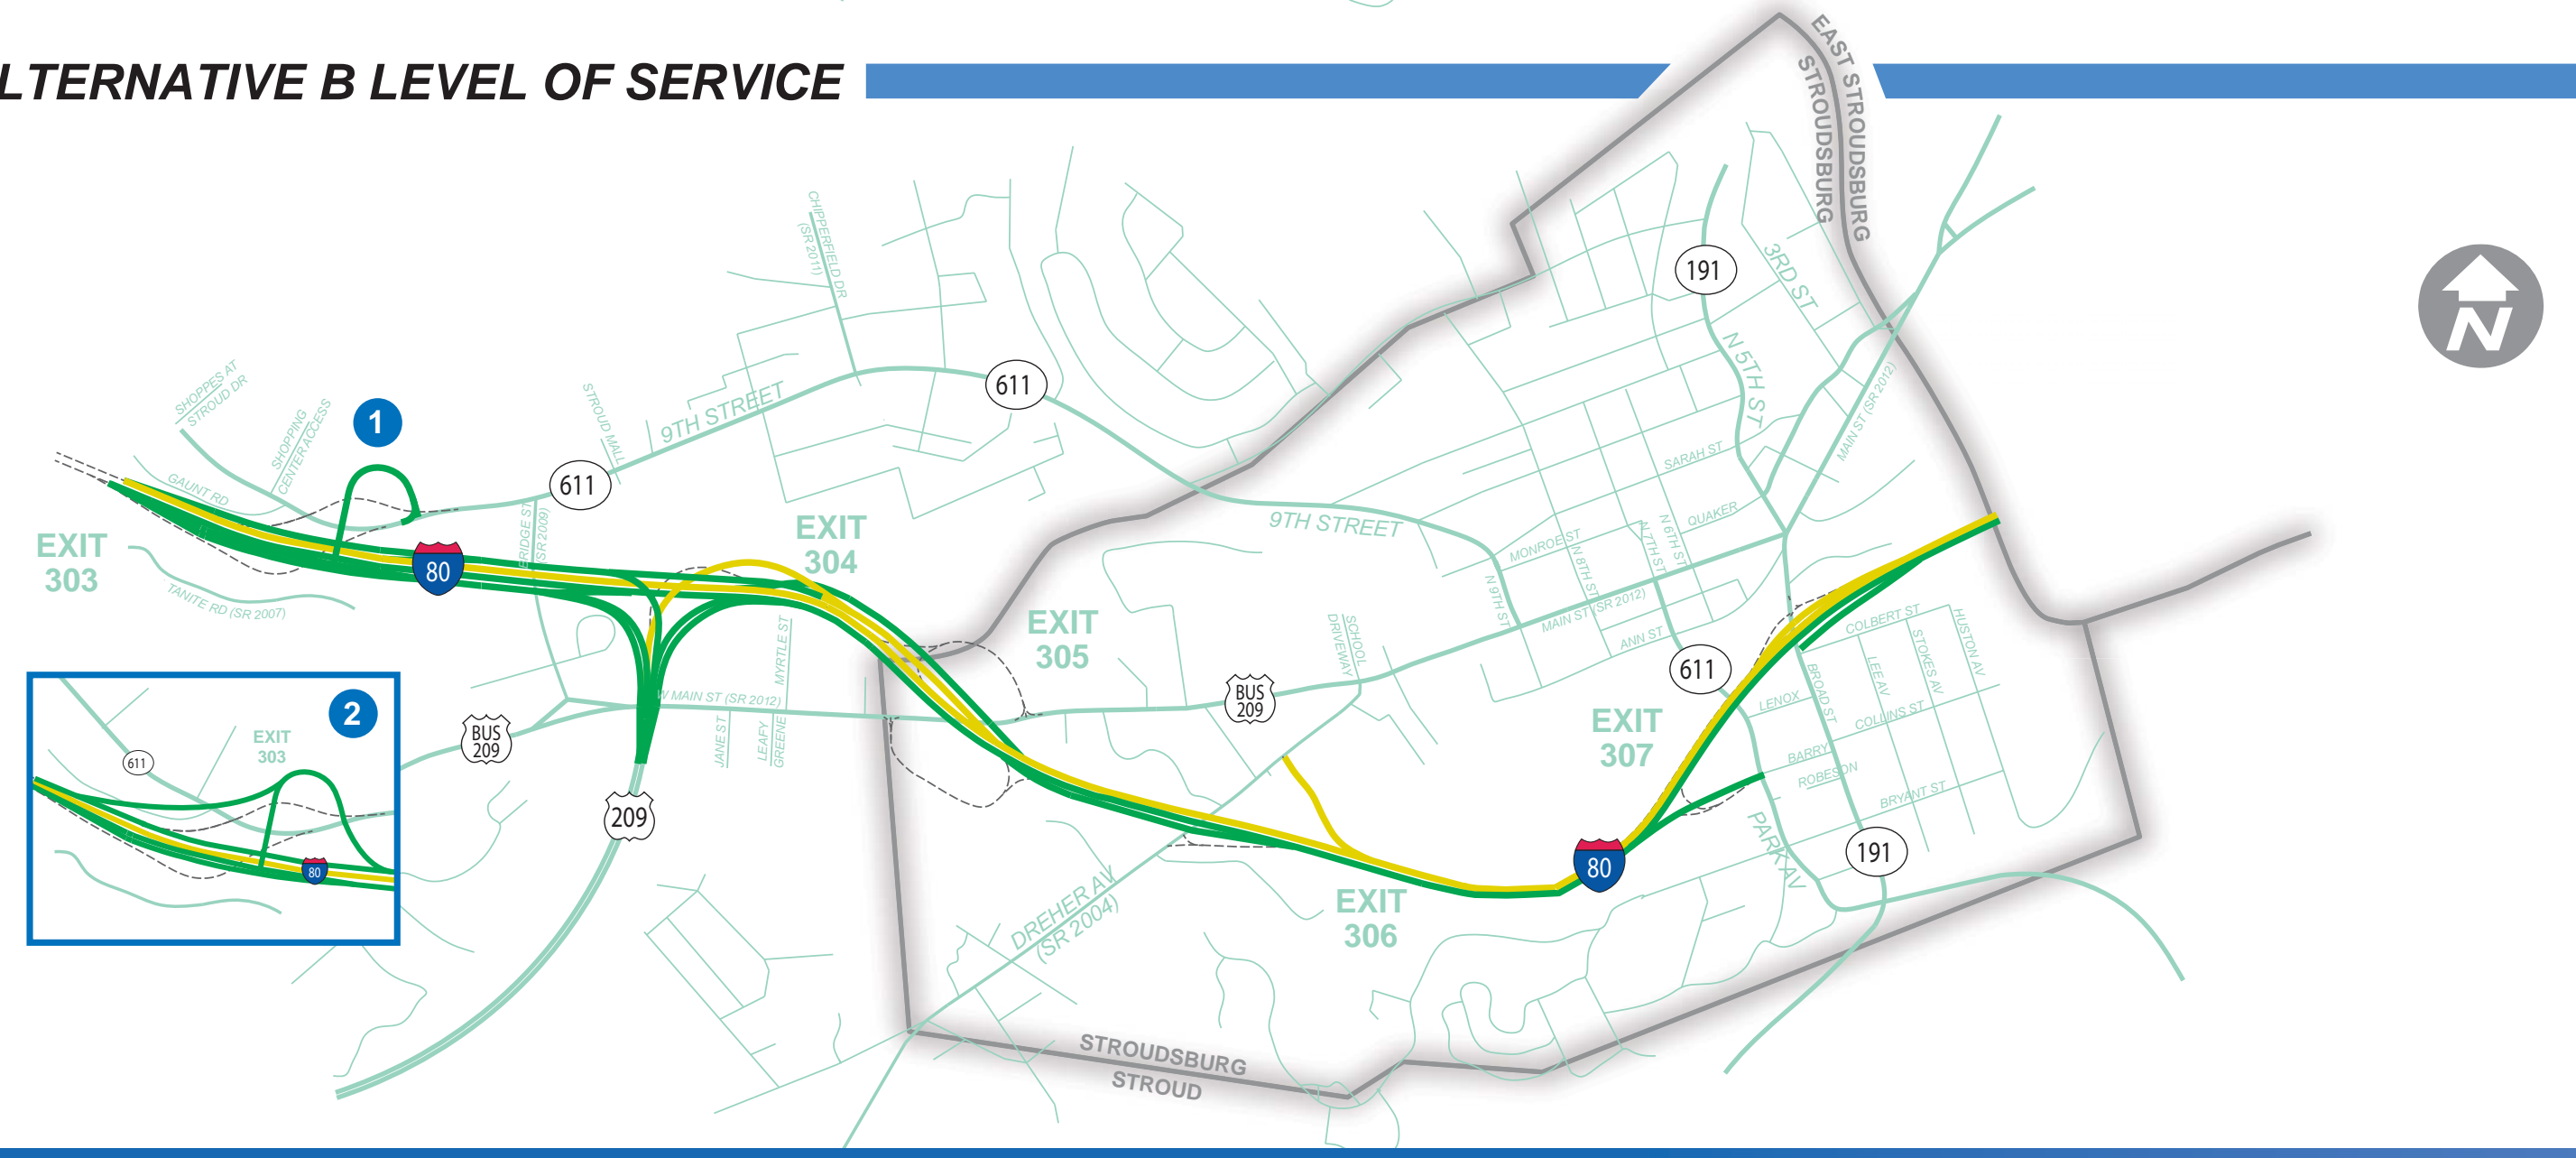 LTERNATIVE B LEVEL OF SERVICE
EAST STROUDSBURG
STROUDSBURG
N
CHIPPERFIELD DR
(SR 2011)
191
3RD ST
N 5TH ST
MAIN ST (SR 2012)
SHOPPES AT
STROUD DR
SHOPPING
CENTER ACCESS
1
STROUD MALL
9TH STREET
611
611
GAUNT RD
EXIT
303
TANITE RD (SR 2007)
80
BRIDGE ST
(SR 2009)
EXIT
304
9TH STREET
SARAH ST
QUAKER
MONROE ST
N 9TH ST
N 8TH ST
N 7TH ST
N 6TH ST
MAIN ST (SR 2012)
ANN ST
EXIT
305
SCHOOL
DRIVEWAY
MYRTLE ST
W MAIN ST (SR 2012)
JANE ST
LEAFY
GREENE
BUS
209
BUS
209
209
611
EXIT
307
LENOX
BROAD ST
COLBERT ST
LEE AV
STOKES AV
HUSTON AV
COLLINS ST
BARRY
ROBESON
BRYANT ST
PARK AV
191
80
EXIT
306
DREHER AV
(SR 2004)
2
EXIT
303
611
80
STROUDSBURG
STROUD